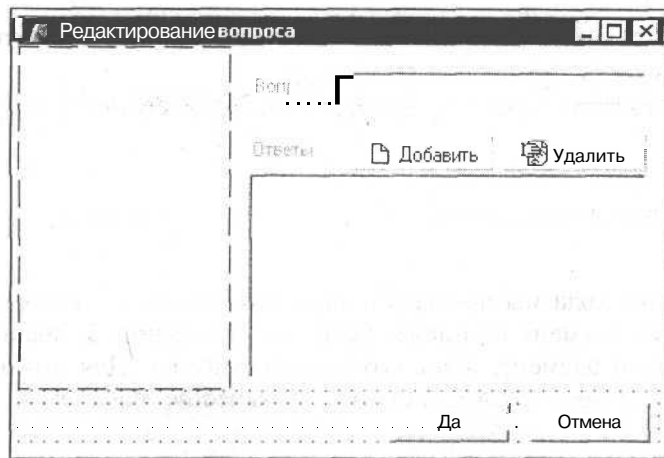 Редактирование вопроса
Ответы Добавить Удалить
Да Отмена